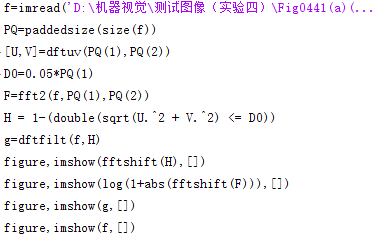 f=imread('D:\机器视觉\测试图像（实验四）\Fig0441(a)(...
PQ=paddedsize(size(f))
[U,V]=dftuv(PQ(1),PQ(2))
D0=0.05*PQ(1)
F=fft2(f,PQ(1),PQ(2))
H = 1-(double(sqrt(U.^2 + V.^2) <= D0))
g=dftfilt(f,H)
figure,imshow(fftshift(H),[])
figure,imshow(log(1+abs(fftshift(F))),[])
figure,imshow(g,[])
figure,imshow(f,[])